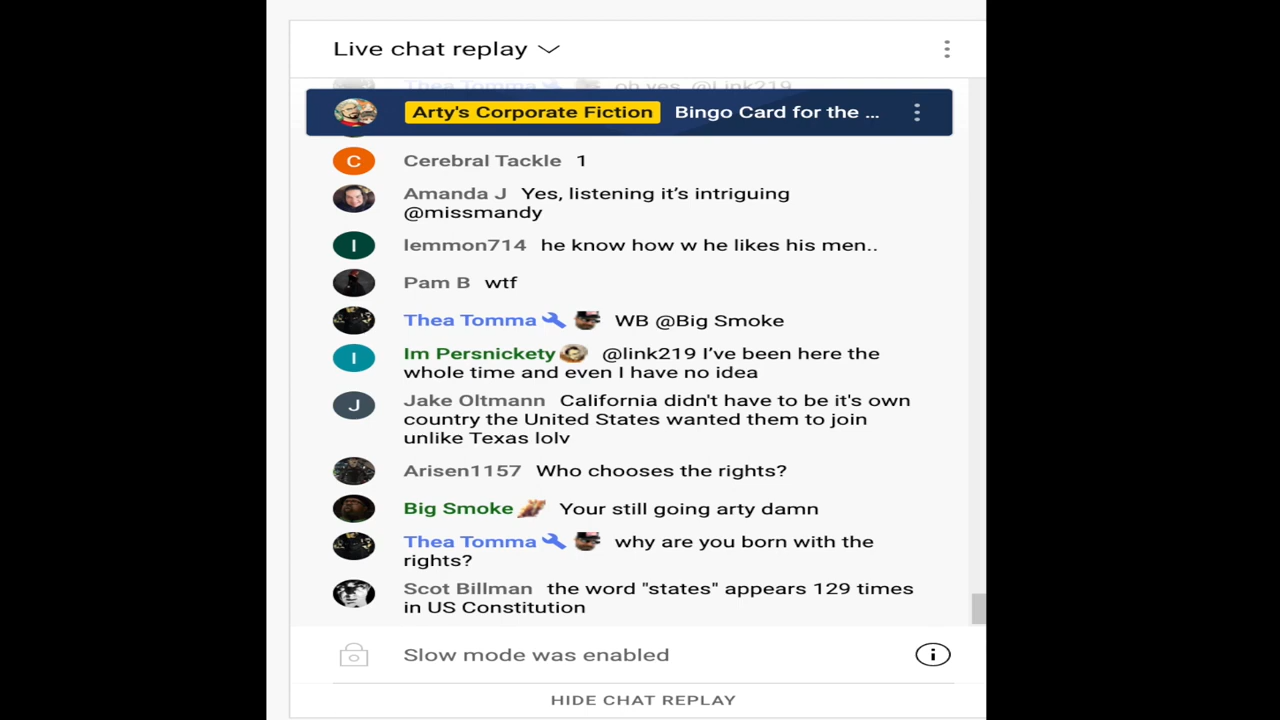 Live chat replay
Thea Tomma oh yes @Link219
Arty's Corporate Fiction Bingo Card for the ...
C Cerebral Tackle 1
Amanda J Yes, listening it’s intriguing
@missmandy
I lemmon714 he know how w he likes his men..
Pam B wtf
Thea Tomma WB @Big Smoke
I Im Persnickety @link219 I’ve been here the
whole time and even I have no idea
J Jake Oltmann California didn't have to be it's own
country the United States wanted them to join
unlike Texas lolv
Arisen1157 Who chooses the rights?
Big Smoke Your still going arty damn
Thea Tomma why are you born with the
rights?
Scot Billman the word "states" appears 129 times
in US Constitution
Slow mode was enabled
HIDE CHAT REPLAY